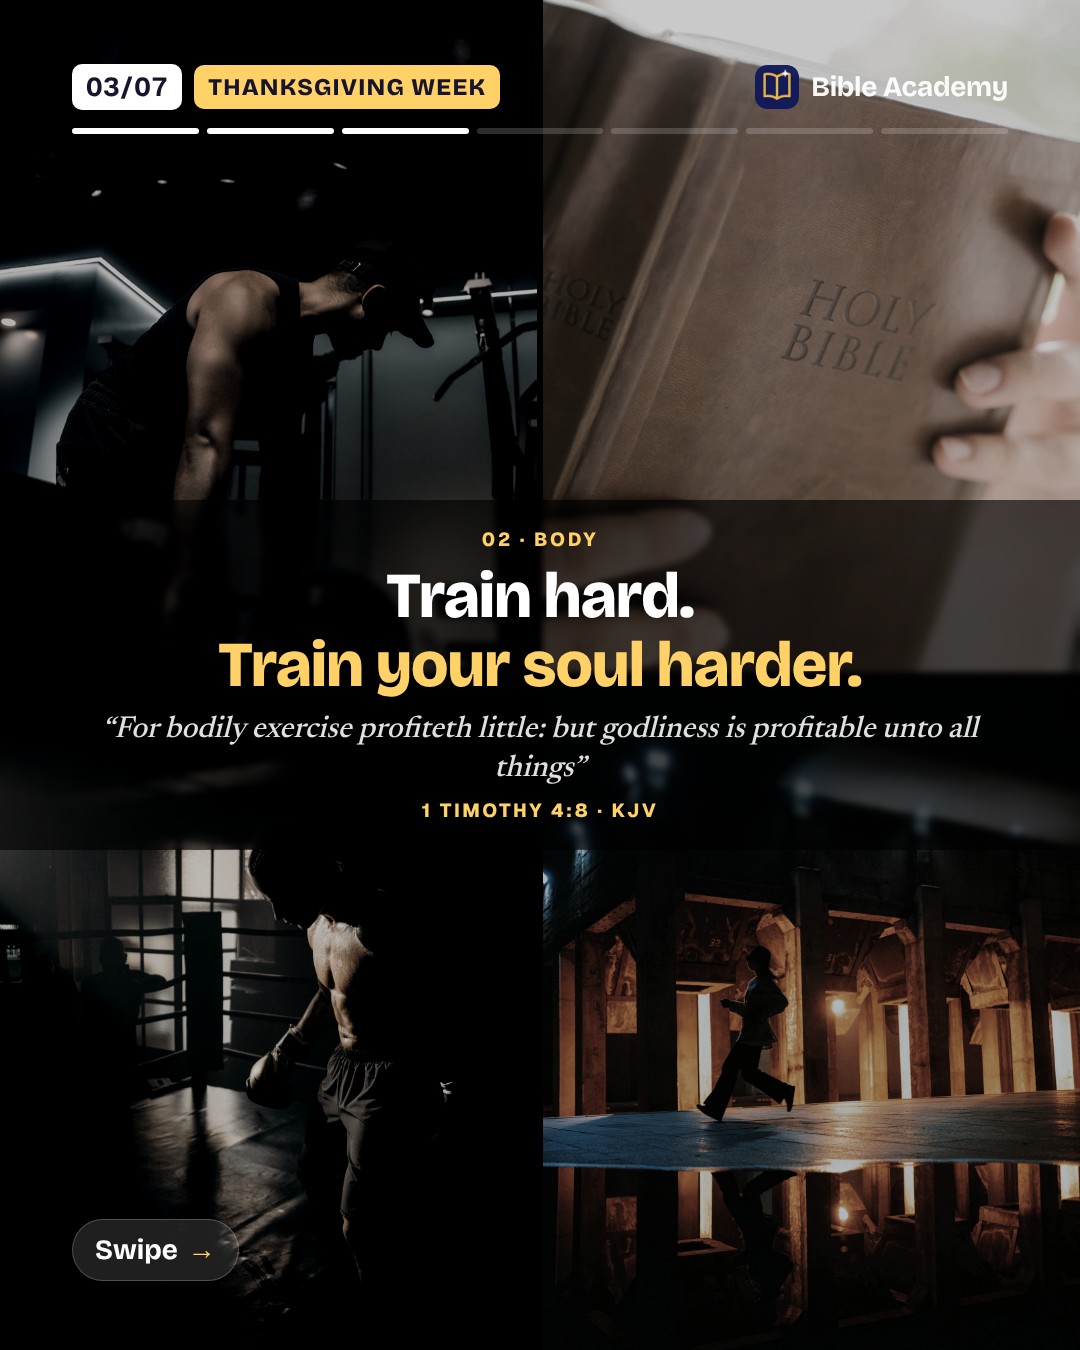 03/07
THANKSGIVING WEEK
Bible Academy
HOLY
BIBLE
HOLY
BIBLE
02 · BODY
Train hard.
Train your soul harder.
“For bodily exercise profiteth little: but godliness is profitable unto all
things”
1 TIMOTHY 4:8 · KJV
Swipe →